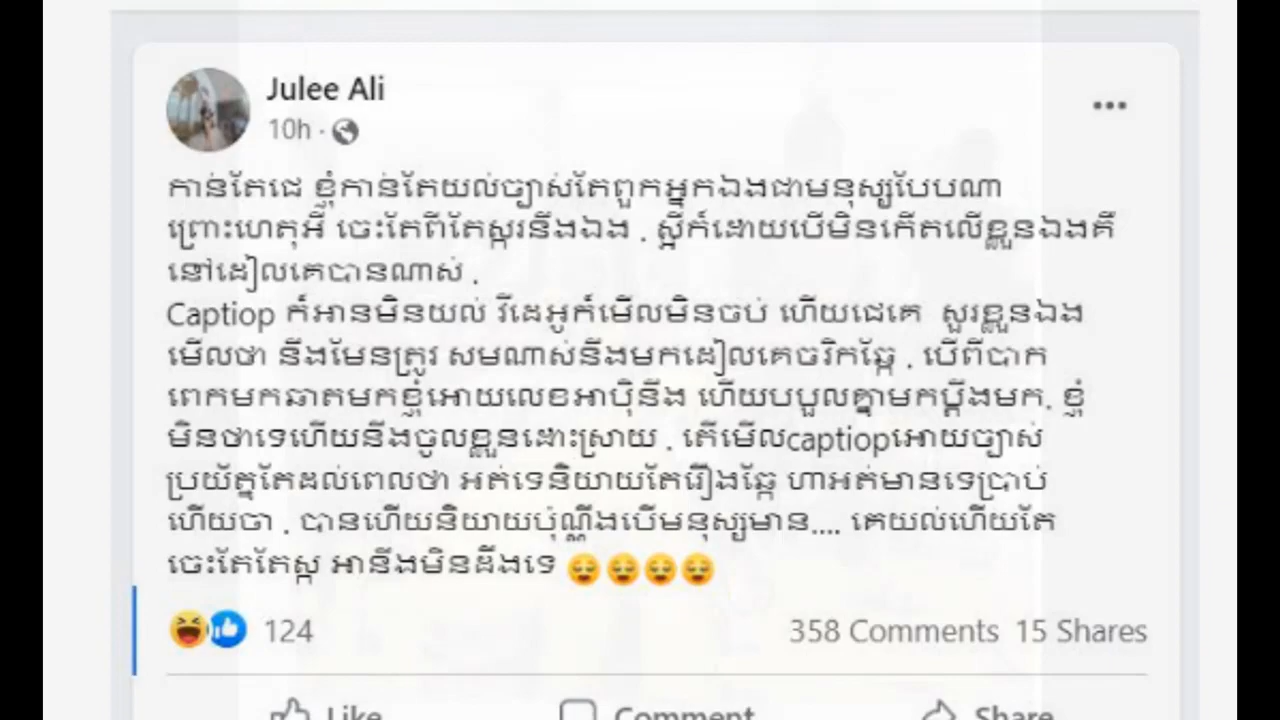 Julee Ali
10h ·
កាន់តែជេ ខ្ញុំកាន់តែយល់ច្បាស់តែពួកអ្នកឯងជាមនុស្សបែបណា
ព្រោះហេតុអី ចេះតែពីតែស្ករនឹងឯង . ស្អីក៍ដោយបើមិនកើតលើខ្លួនឯងគឺ
នៅដៀលគេបានណាស់ .
Captiop ក៍អានមិនយល់ វីដេអូក៍មើលមិនចប់ ហើយជេគេ សួរខ្លួនឯង
មើលថា នឹងមែនត្រូវ សមណាស់នឹងមកដៀលគេចរិកឆ្កែ . បើពីបាក
ពេកមកឆាតមកខ្ញុំអោយលេខអាប៉ិនឹង ហើយបបួលគ្នាមកប្តឹងមក. ខ្ញុំ
មិនថាទេហើយនឹងចូលខ្លួនដោះស្រាយ . តើមើលcaptiopអោយច្បាស់
ប្រយ័ត្នតែដល់ពេលថា អត់ទេនិយាយតែរឿងឆ្កែ ហាអត់មានទេប្រាប់
ហើយចា . បានហើយនិយាយប៉ុណ្ណឹងបើមនុស្សមាន.... គេយល់ហើយតែ
ចេះតែតែស្ក អានឹងមិនដឹងទេ 😌😌😌😌
124
358 Comments 15 Shares
Like Comment Share